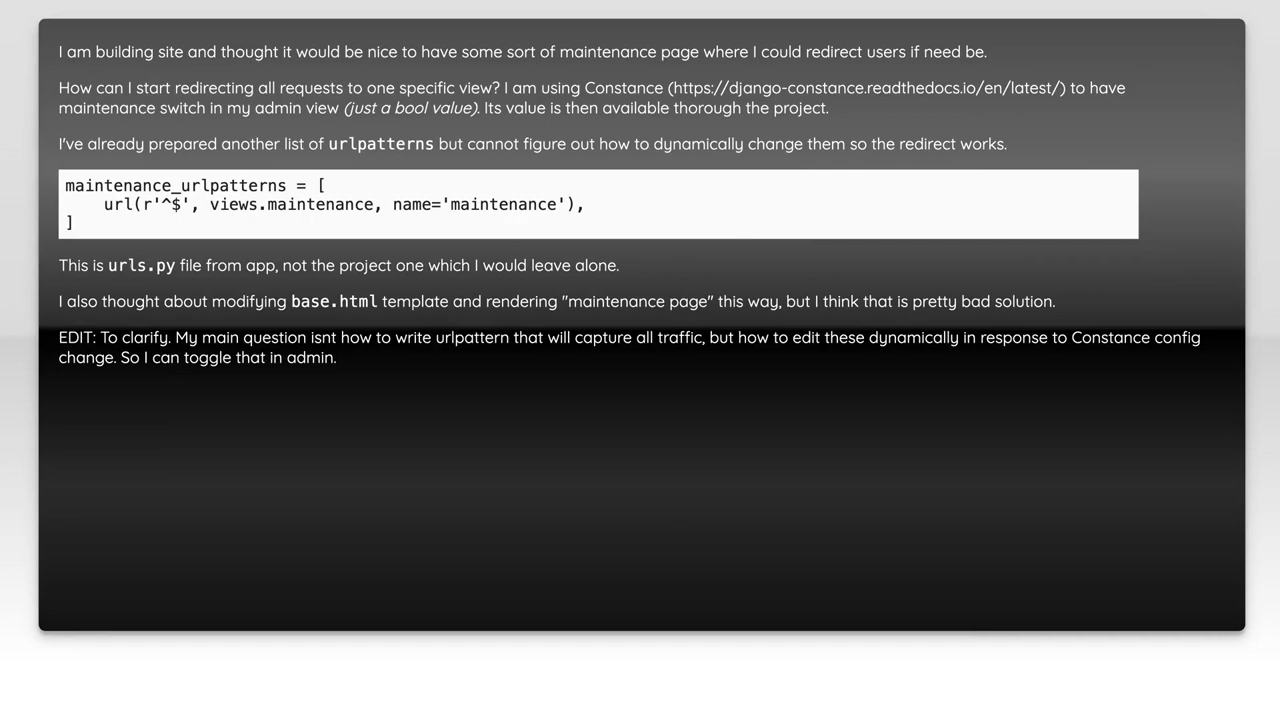 I am building site and thought it would be nice to have some sort of maintenance page where I could redirect users if need be.
How can I start redirecting all requests to one specific view? I am using Constance (https://django-constance.readthedocs.io/en/latest/) to have
maintenance switch in my admin view (just a bool value). Its value is then available thorough the project.
I've already prepared another list of urlpatterns but cannot figure out how to dynamically change them so the redirect works.
maintenance_urlpatterns = [
    url(r'^$', views.maintenance, name='maintenance'),
]
This is urls.py file from app, not the project one which I would leave alone.
I also thought about modifying base.html template and rendering "maintenance page" this way, but I think that is pretty bad solution.
EDIT: To clarify. My main question isnt how to write urlpattern that will capture all traffic, but how to edit these dynamically in response to Constance config
change. So I can toggle that in admin.